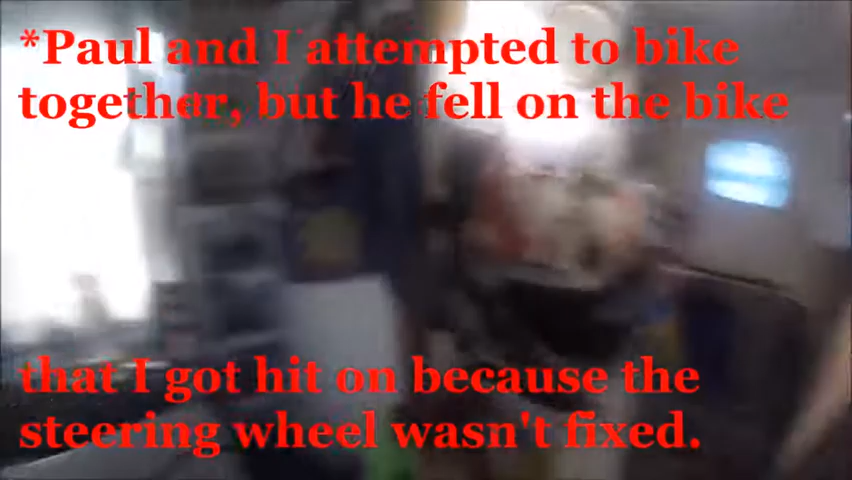 *Paul and I attempted to bike
together, but he fell on the bike
that I got hit on because the
steering wheel wasn't fixed.